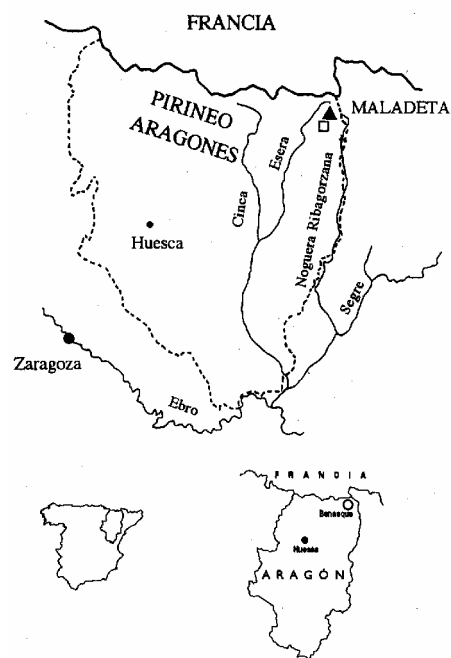 FRANCIA
PIRINEO
ARAGONES
MALADETA
Esera
Cinca
Noguera Ribagorzana
Huesca
Segre
Zaragoza
Ebro
FRANCIA
Benasque
Huesca
ARAGÓN